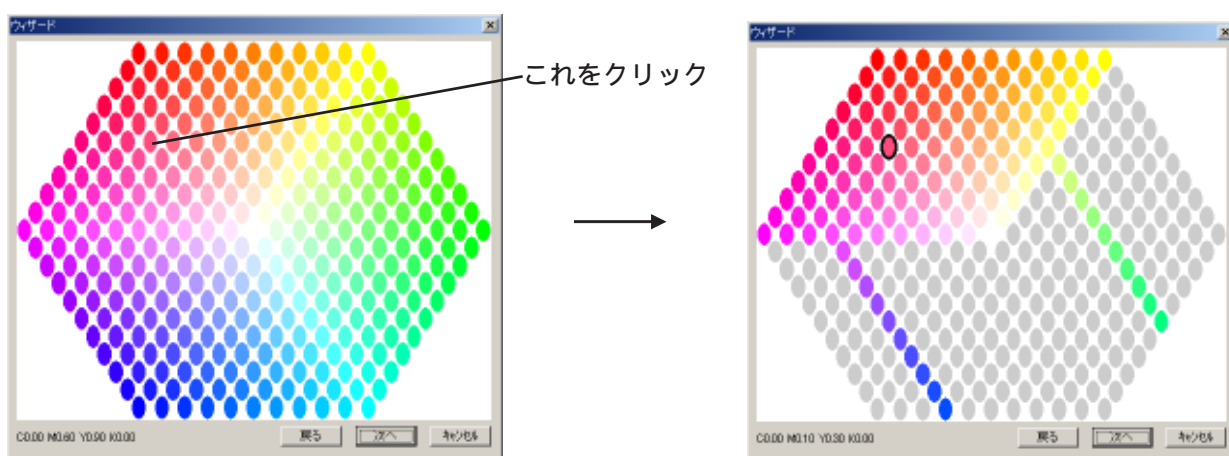 ウィザード
これをクリック
C0.00 M0.60 Y0.90 K0.00
戻る
次へ
キャンセル
ウィザード
C0.00 M0.10 Y0.30 K0.00
戻る
次へ
キャンセル